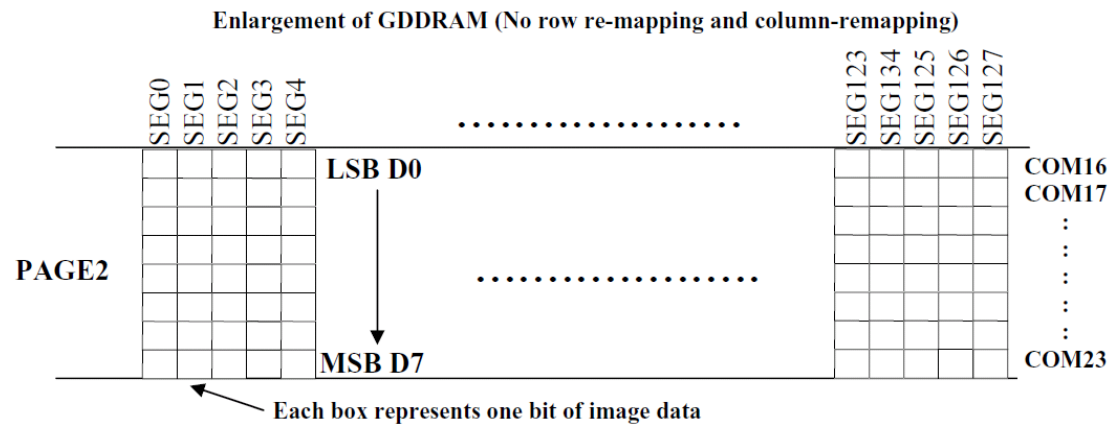 Enlargement of GDDRAM (No row re-mapping and column-remapping)
SEG0
SEG1
SEG2
SEG3
SEG4
SEG123
SEG134
SEG125
SEG126
SEG127
LSB D0
COM16
COM17
PAGE2
MSB D7
COM23
Each box represents one bit of image data